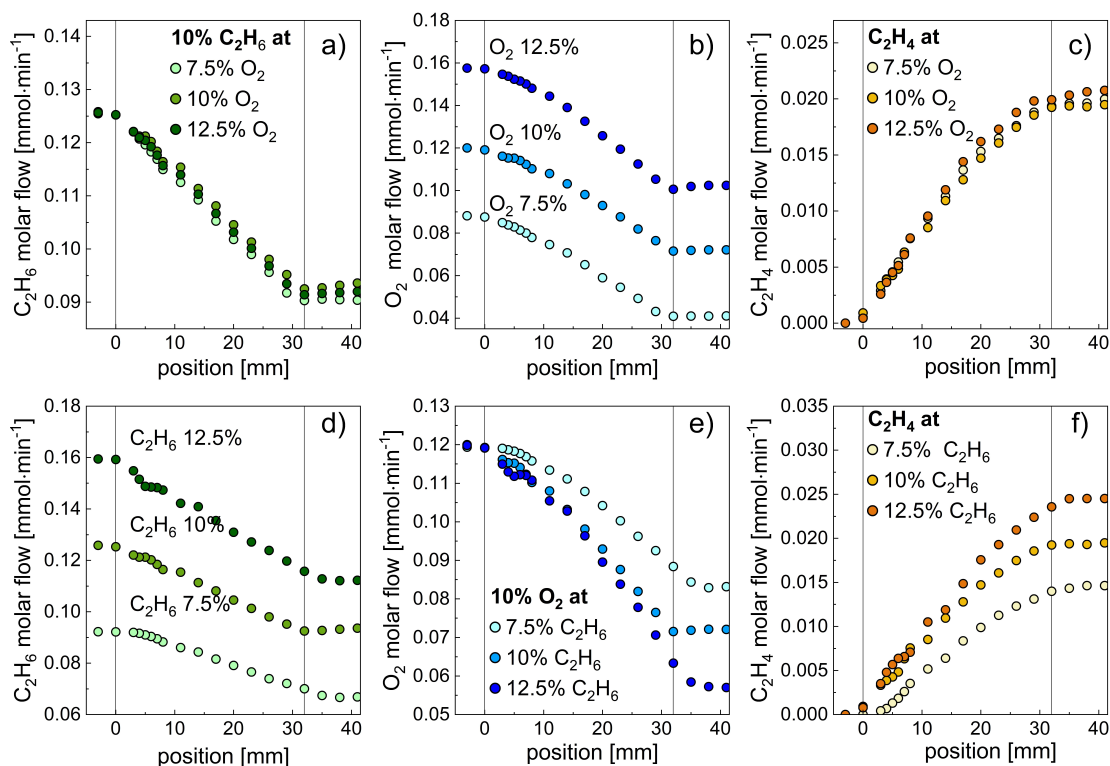 a)
10% C₂H₆ at
7.5% O₂
10% O₂
12.5% O₂
C₂H₆ molar flow [mmol·min⁻¹]
0.14
0.13
0.12
0.11
0.10
0.09
0 10 20 30 40
position [mm]
b)
O₂ 12.5%
O₂ 10%
O₂ 7.5%
O₂ molar flow [mmol·min⁻¹]
0.18
0.16
0.14
0.12
0.10
0.08
0.06
0.04
0 10 20 30 40
position [mm]
c)
C₂H₄ at
7.5% O₂
10% O₂
12.5% O₂
C₂H₄ molar flow [mmol·min⁻¹]
0.025
0.020
0.015
0.010
0.005
0.000
0 10 20 30 40
position [mm]
d)
C₂H₆ 12.5%
C₂H₆ 10%
C₂H₆ 7.5%
C₂H₆ molar flow [mmol·min⁻¹]
0.18
0.16
0.14
0.12
0.10
0.08
0.06
0 10 20 30 40
position [mm]
e)
10% O₂ at
7.5% C₂H₆
10% C₂H₆
12.5% C₂H₆
O₂ molar flow [mmol·min⁻¹]
0.13
0.12
0.11
0.10
0.09
0.08
0.07
0.06
0.05
0 10 20 30 40
position [mm]
f)
C₂H₄ at
7.5% C₂H₆
10% C₂H₆
12.5% C₂H₆
C₂H₄ molar flow [mmol·min⁻¹]
0.035
0.030
0.025
0.020
0.015
0.010
0.005
0.000
0 10 20 30 40
position [mm]